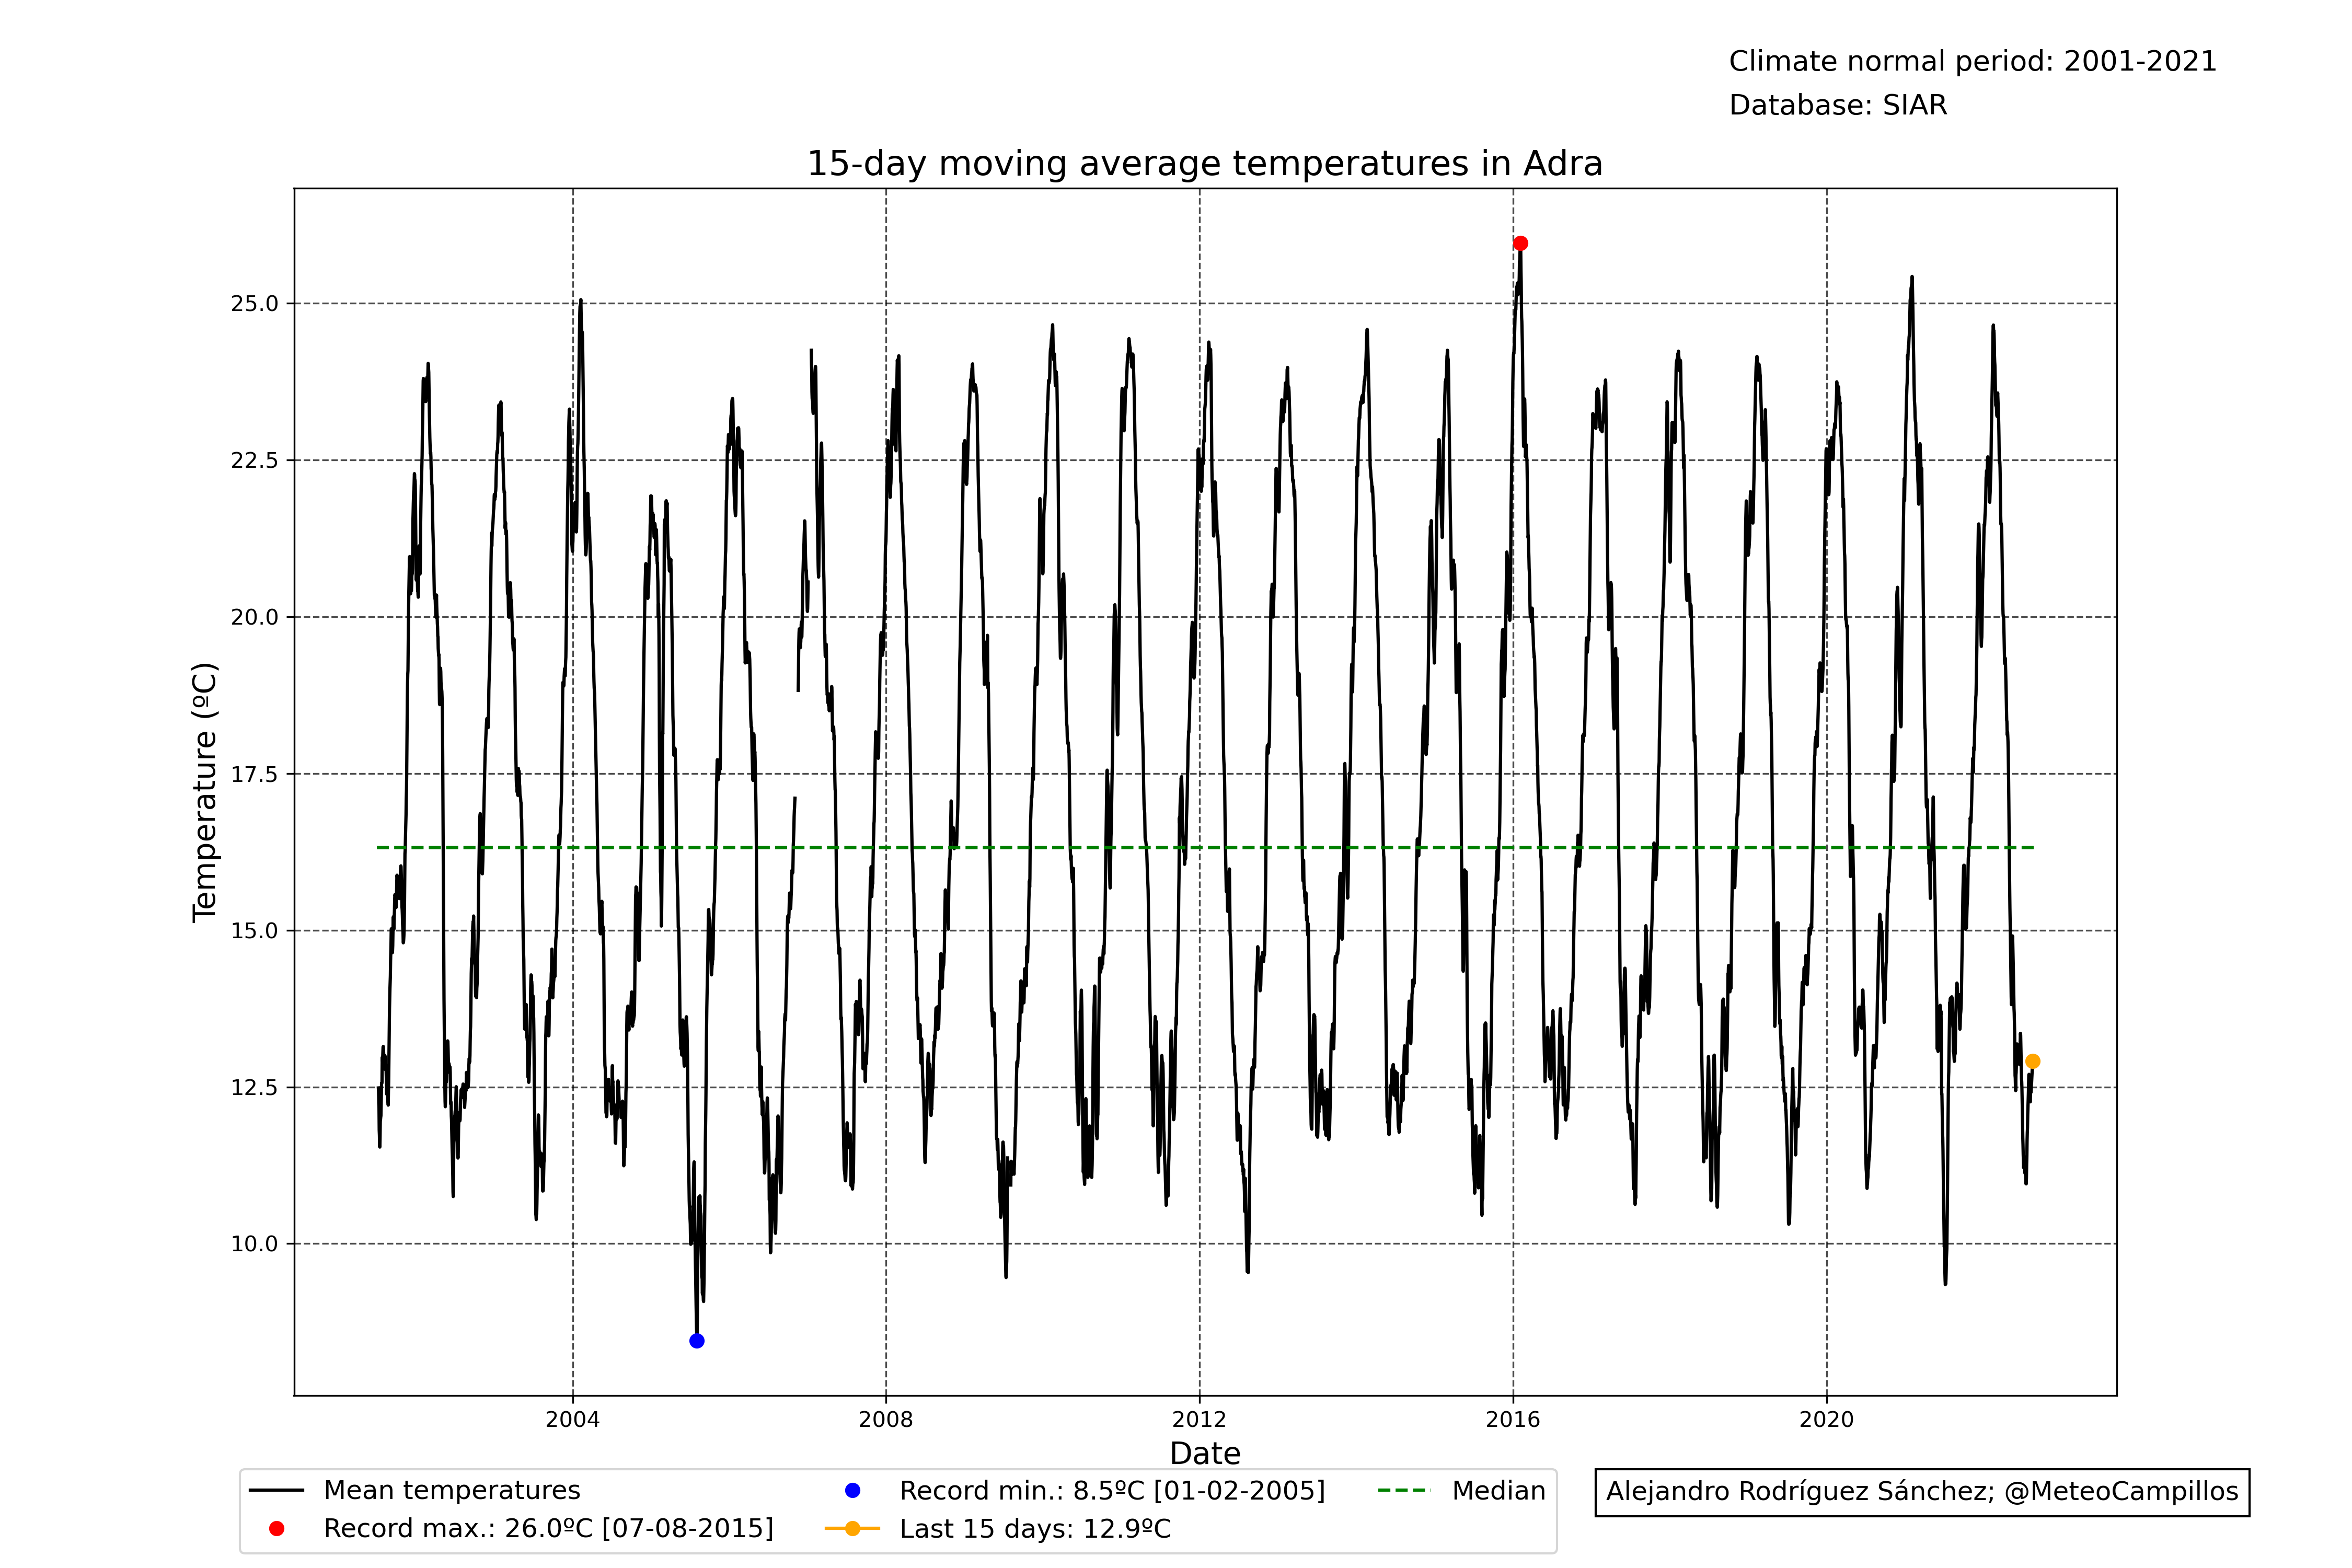 Climate normal period: 2001-2021
Database: SIAR
15-day moving average temperatures in Adra
25.0
22.5
20.0
17.5
15.0
12.5
10.0
Temperature (ºC)
2004 2008 2012 2016 2020
Date
Mean temperatures
Record max.: 26.0ºC [07-08-2015]
Record min.: 8.5ºC [01-02-2005]
Last 15 days: 12.9ºC
Median
Alejandro Rodríguez Sánchez; @MeteoCampillos